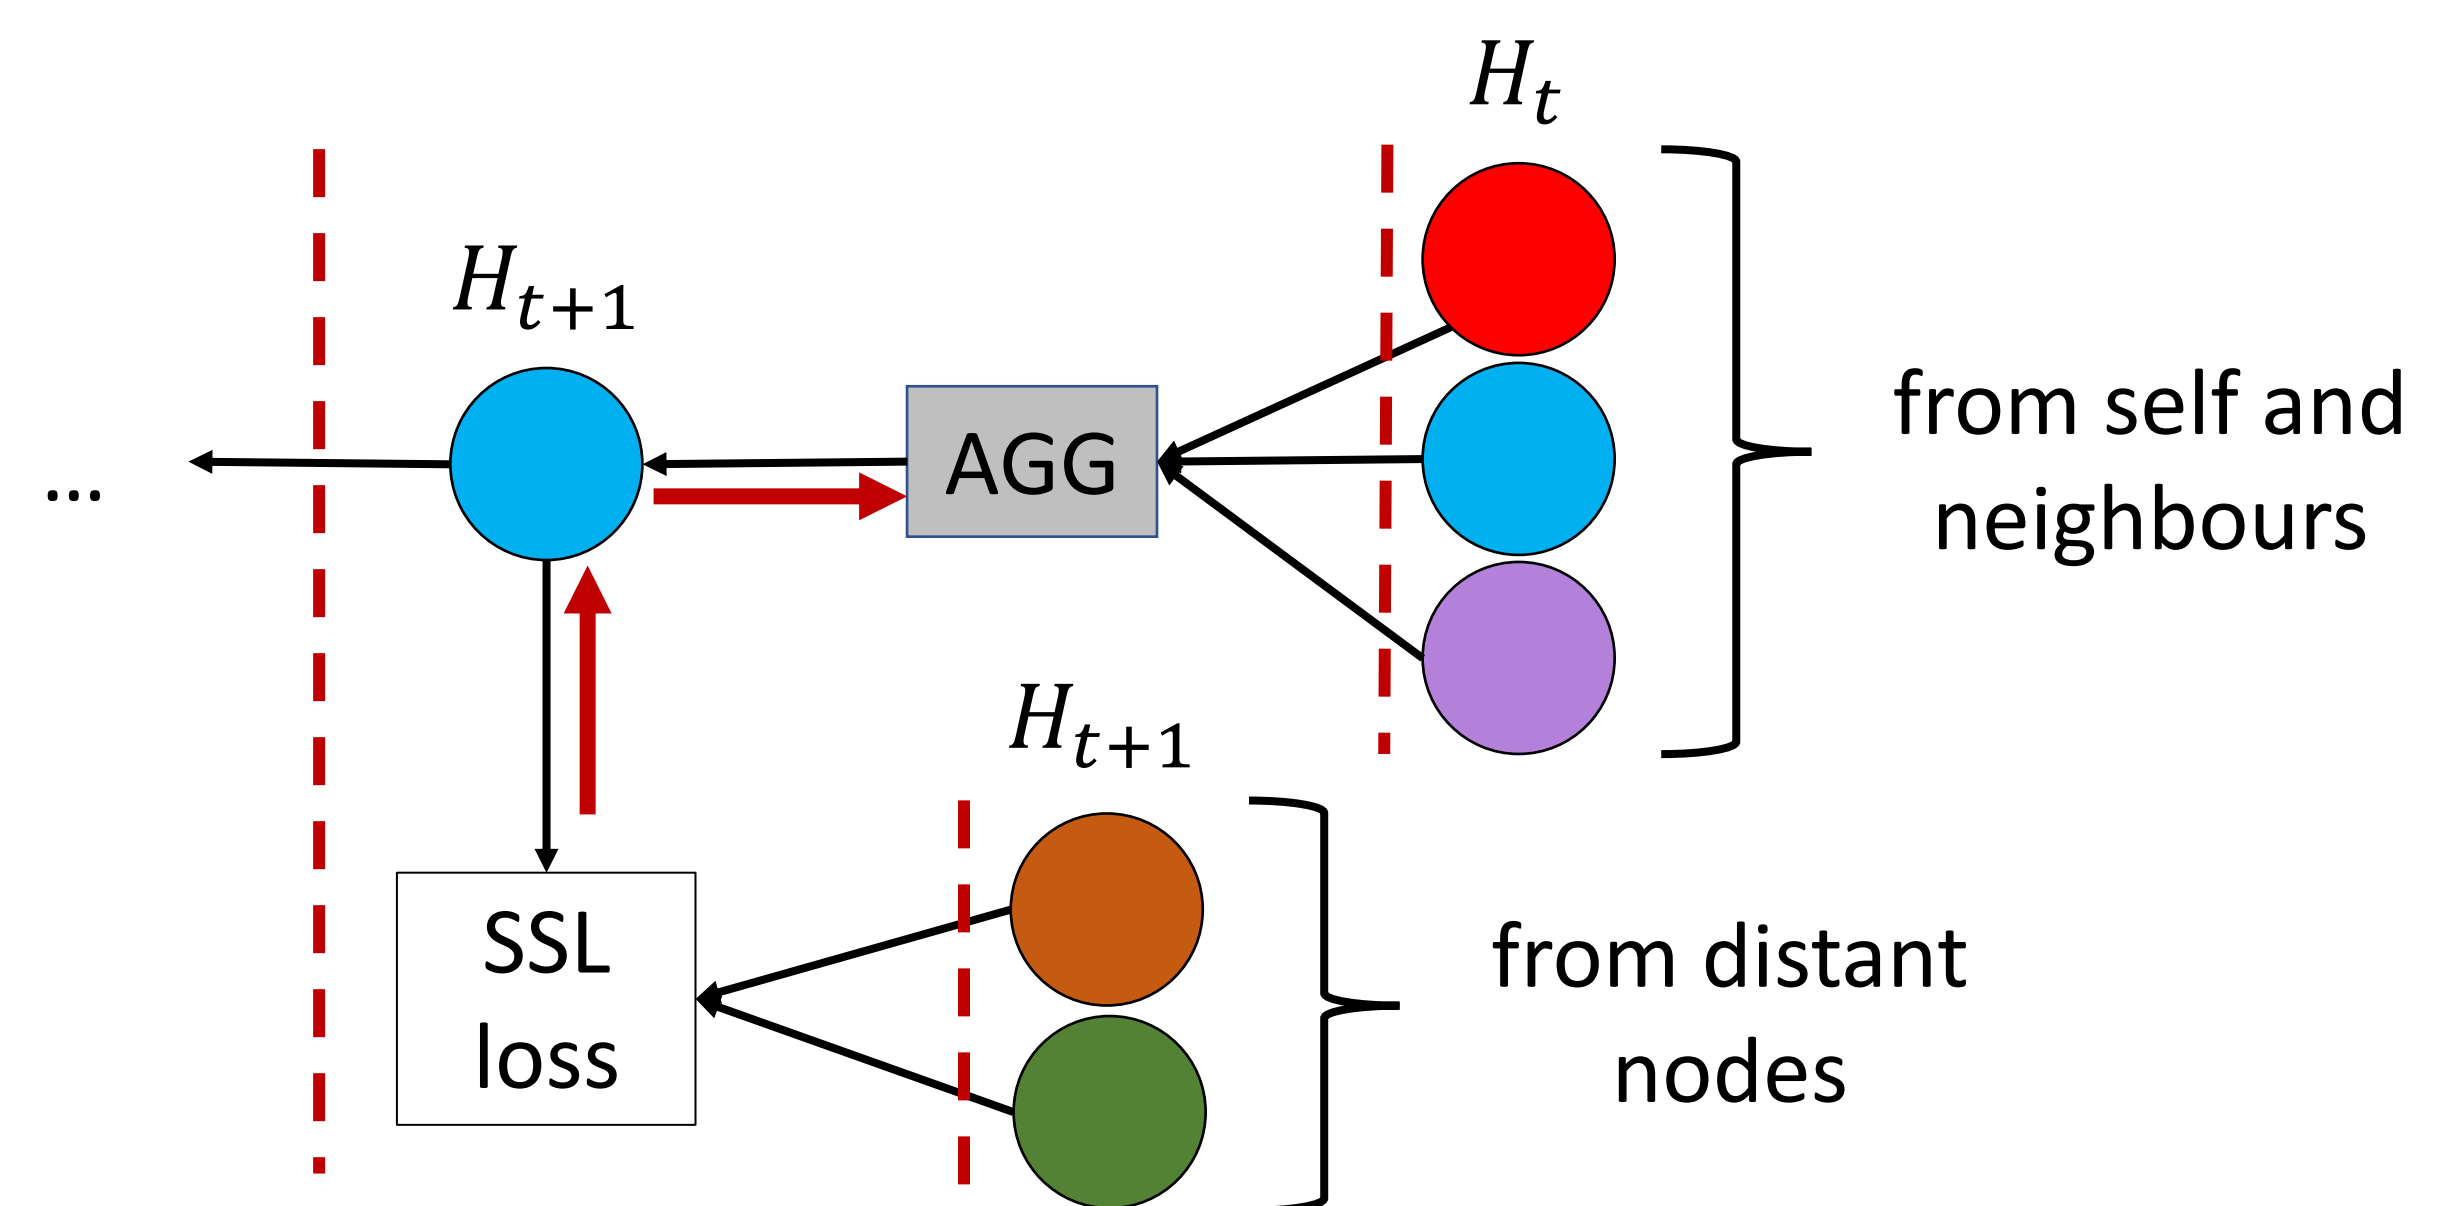 H_t
H_{t+1}
AGG
from self and
neighbours
...
H_{t+1}
SSL
loss
from distant
nodes